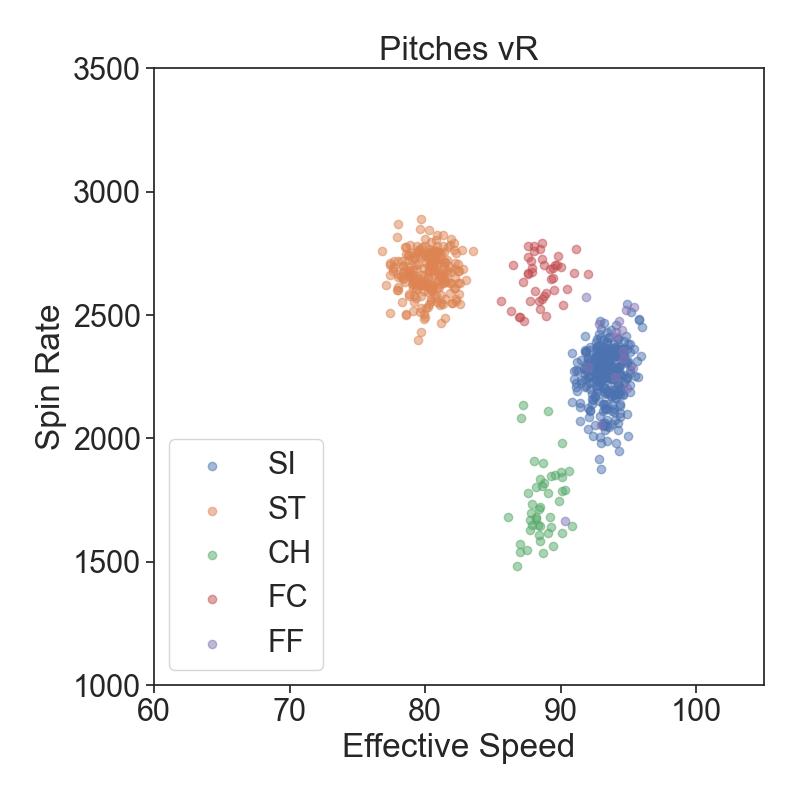 Pitches vR
3500
3000
2500
2000
1500
1000
Spin Rate
SI
ST
CH
FC
FF
60 70 80 90 100
Effective Speed